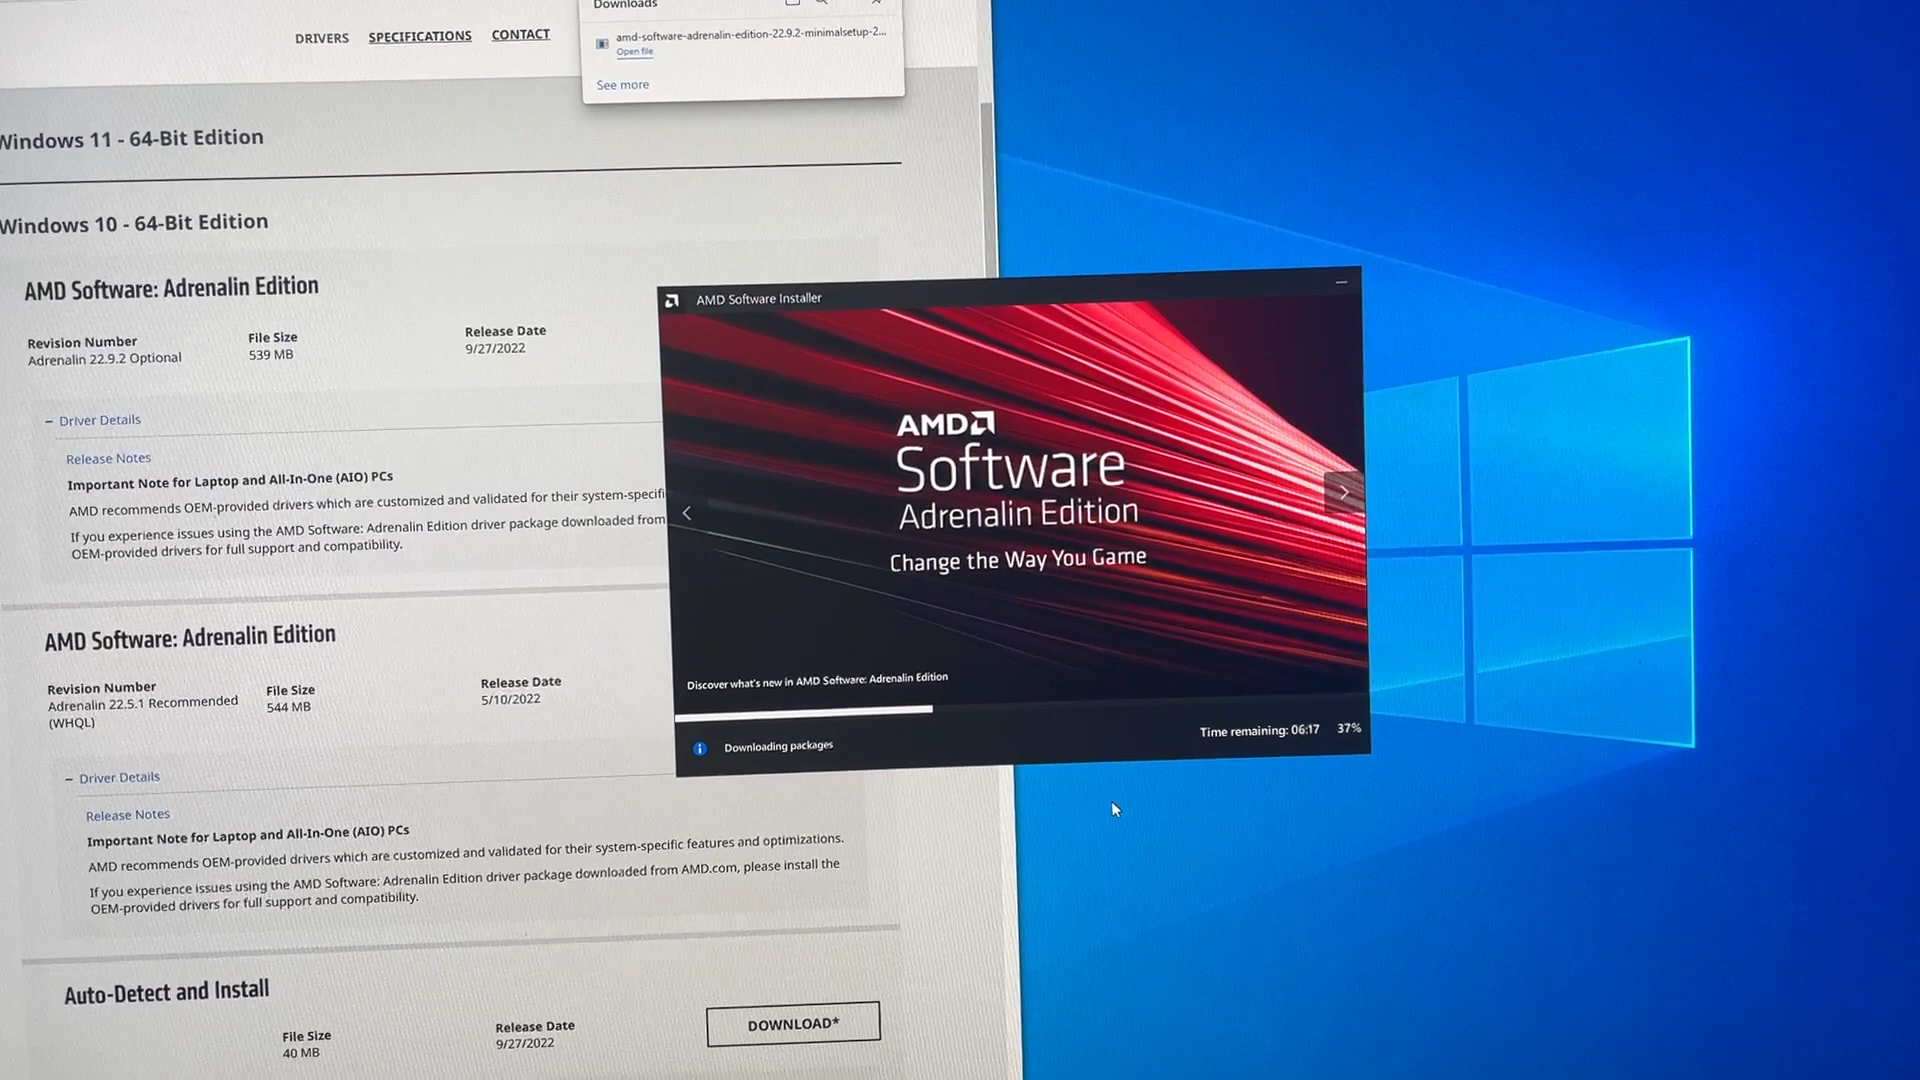 Downloads
DRIVERS SPECIFICATIONS CONTACT
amd-software-adrenalin-edition-22.9.2-minimalsetup-2...
Open file
See more
Windows 11 - 64-Bit Edition
Windows 10 - 64-Bit Edition
AMD Software: Adrenalin Edition
Revision Number
Adrenalin 22.9.2 Optional
File Size
539 MB
Release Date
9/27/2022
− Driver Details
Release Notes
Important Note for Laptop and All-In-One (AIO) PCs
AMD recommends OEM-provided drivers which are customized and validated for their system-specifi
If you experience issues using the AMD Software: Adrenalin Edition driver package downloaded from
OEM-provided drivers for full support and compatibility.
AMD Software: Adrenalin Edition
Revision Number
Adrenalin 22.5.1 Recommended
(WHQL)
File Size
544 MB
Release Date
5/10/2022
− Driver Details
Release Notes
Important Note for Laptop and All-In-One (AIO) PCs
AMD recommends OEM-provided drivers which are customized and validated for their system-specific features and optimizations.
If you experience issues using the AMD Software: Adrenalin Edition driver package downloaded from AMD.com, please install the
OEM-provided drivers for full support and compatibility.
Auto-Detect and Install
File Size
40 MB
Release Date
9/27/2022
DOWNLOAD*
AMD Software Installer
AMD
Software
Adrenalin Edition
Change the Way You Game
Discover what's new in AMD Software: Adrenalin Edition
Downloading packages
Time remaining: 06:17 37%